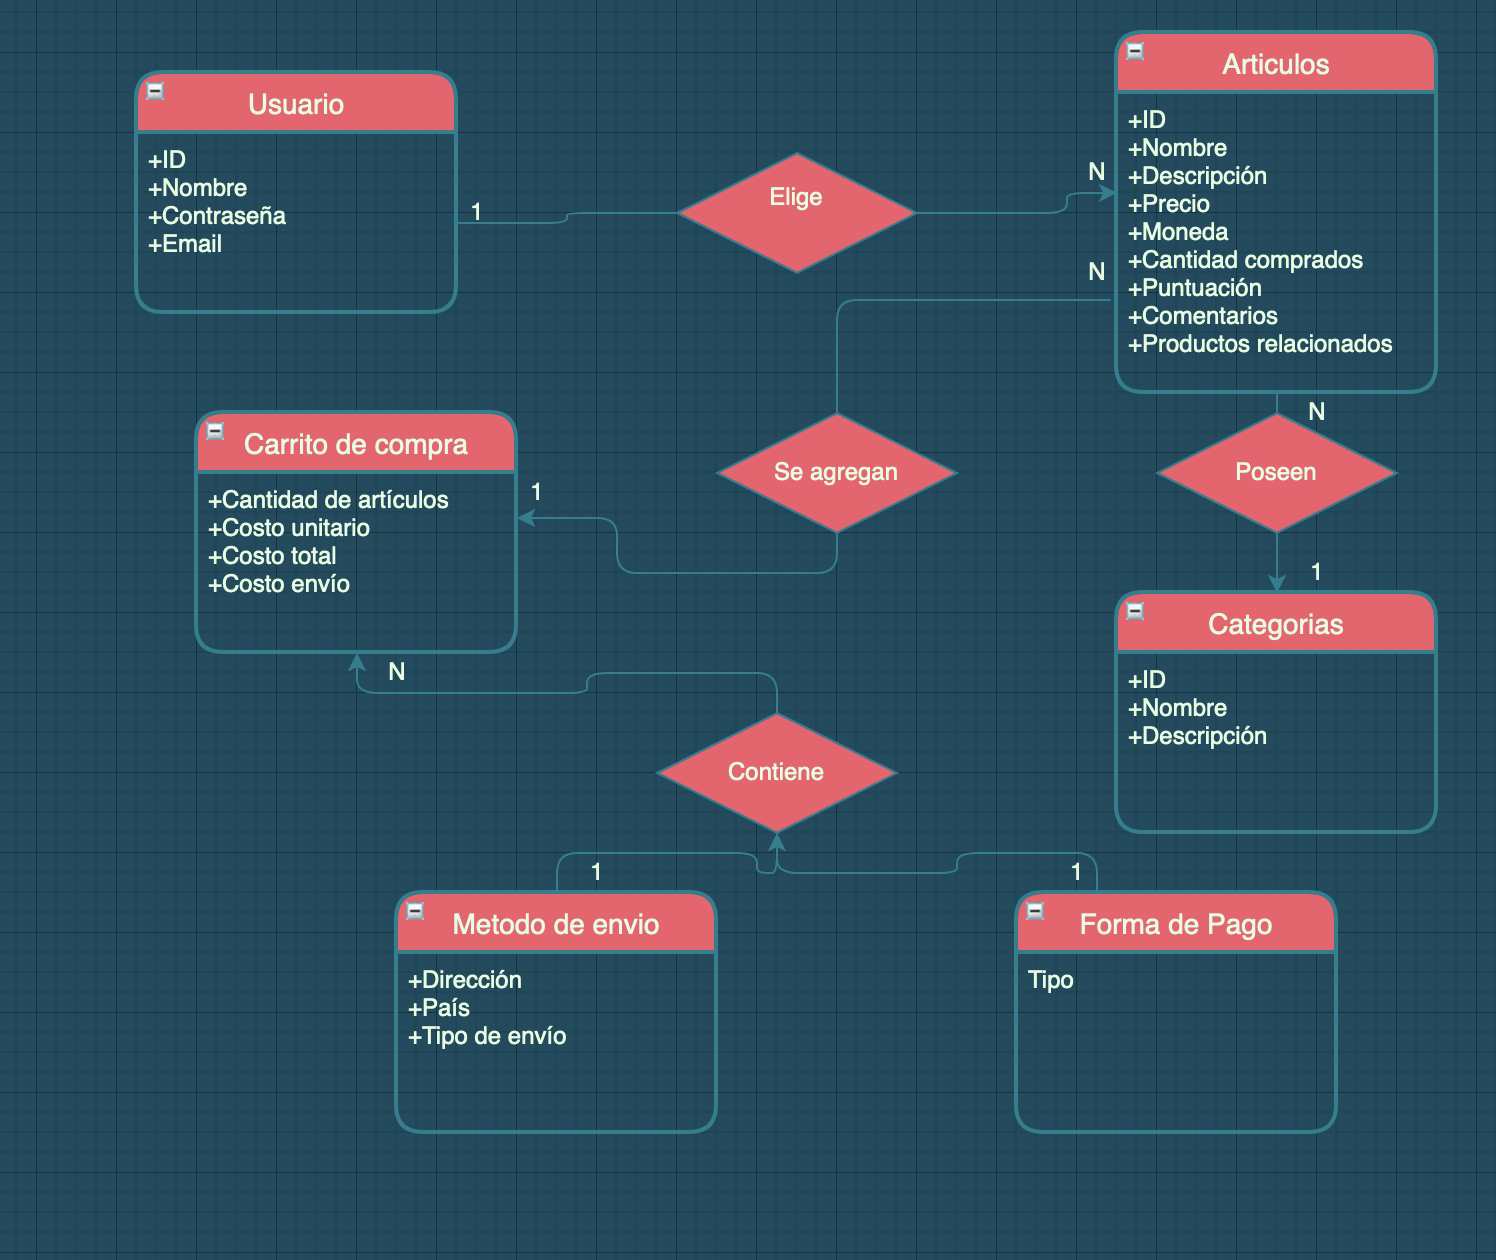 Usuario
+ID
+Nombre
+Contraseña
+Email
1
Elige
N
Articulos
+ID
+Nombre
+Descripción
+Precio
+Moneda
+Cantidad comprados
+Puntuación
+Comentarios
+Productos relacionados
N
Se agregan
1
Carrito de compra
+Cantidad de artículos
+Costo unitario
+Costo total
+Costo envío
N
Poseen
1
Categorias
+ID
+Nombre
+Descripción
N
Contiene
1
1
Metodo de envio
+Dirección
+País
+Tipo de envío
Forma de Pago
Tipo